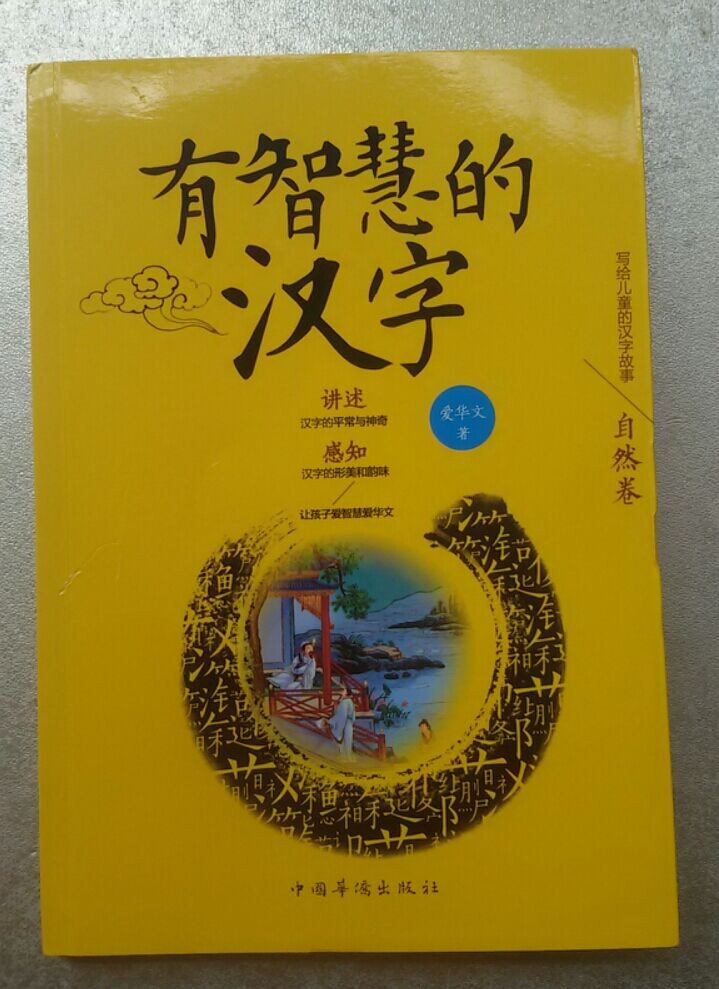 有智慧的
汉字
讲述
汉字的平常与神奇
感知
汉字的形美和韵味
让孩子爱智慧爱华文
爱华文
著
写给儿童的汉字故事
自然卷
中国华侨出版社